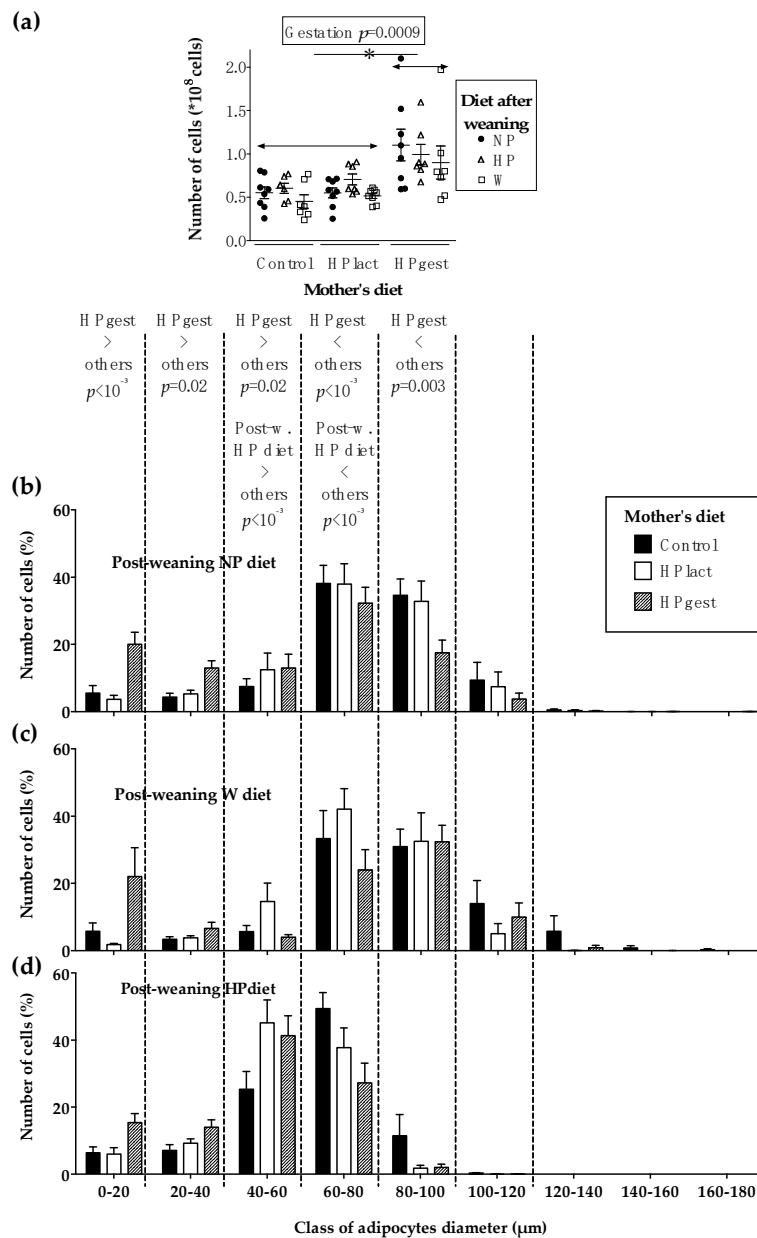 (a)
Gestation p=0.0009
*
Number of cells (*10⁸ cells)
2.0
1.5
1.0
0.5
0.0
Diet after
weaning
NP
HP
W
Control HPlact HPgest
Mother's diet
HPgest HPgest HPgest HPgest HPgest
> > > < <
others others others others others
p<10⁻³ p=0.02 p=0.02 p<10⁻³ p=0.003
Post-w. Post-w.
HP diet HP diet
> <
others others
p<10⁻³ p<10⁻³
(b)
Number of cells (%)
60
40
20
0
Post-weaning NP diet
Mother's diet
Control
HPlact
HPgest
(c)
Number of cells (%)
60
40
20
0
Post-weaning W diet
(d)
Number of cells (%)
60
40
20
0
Post-weaning HPdiet
0-20 20-40 40-60 60-80 80-100 100-120 120-140 140-160 160-180
Class of adipocytes diameter (µm)